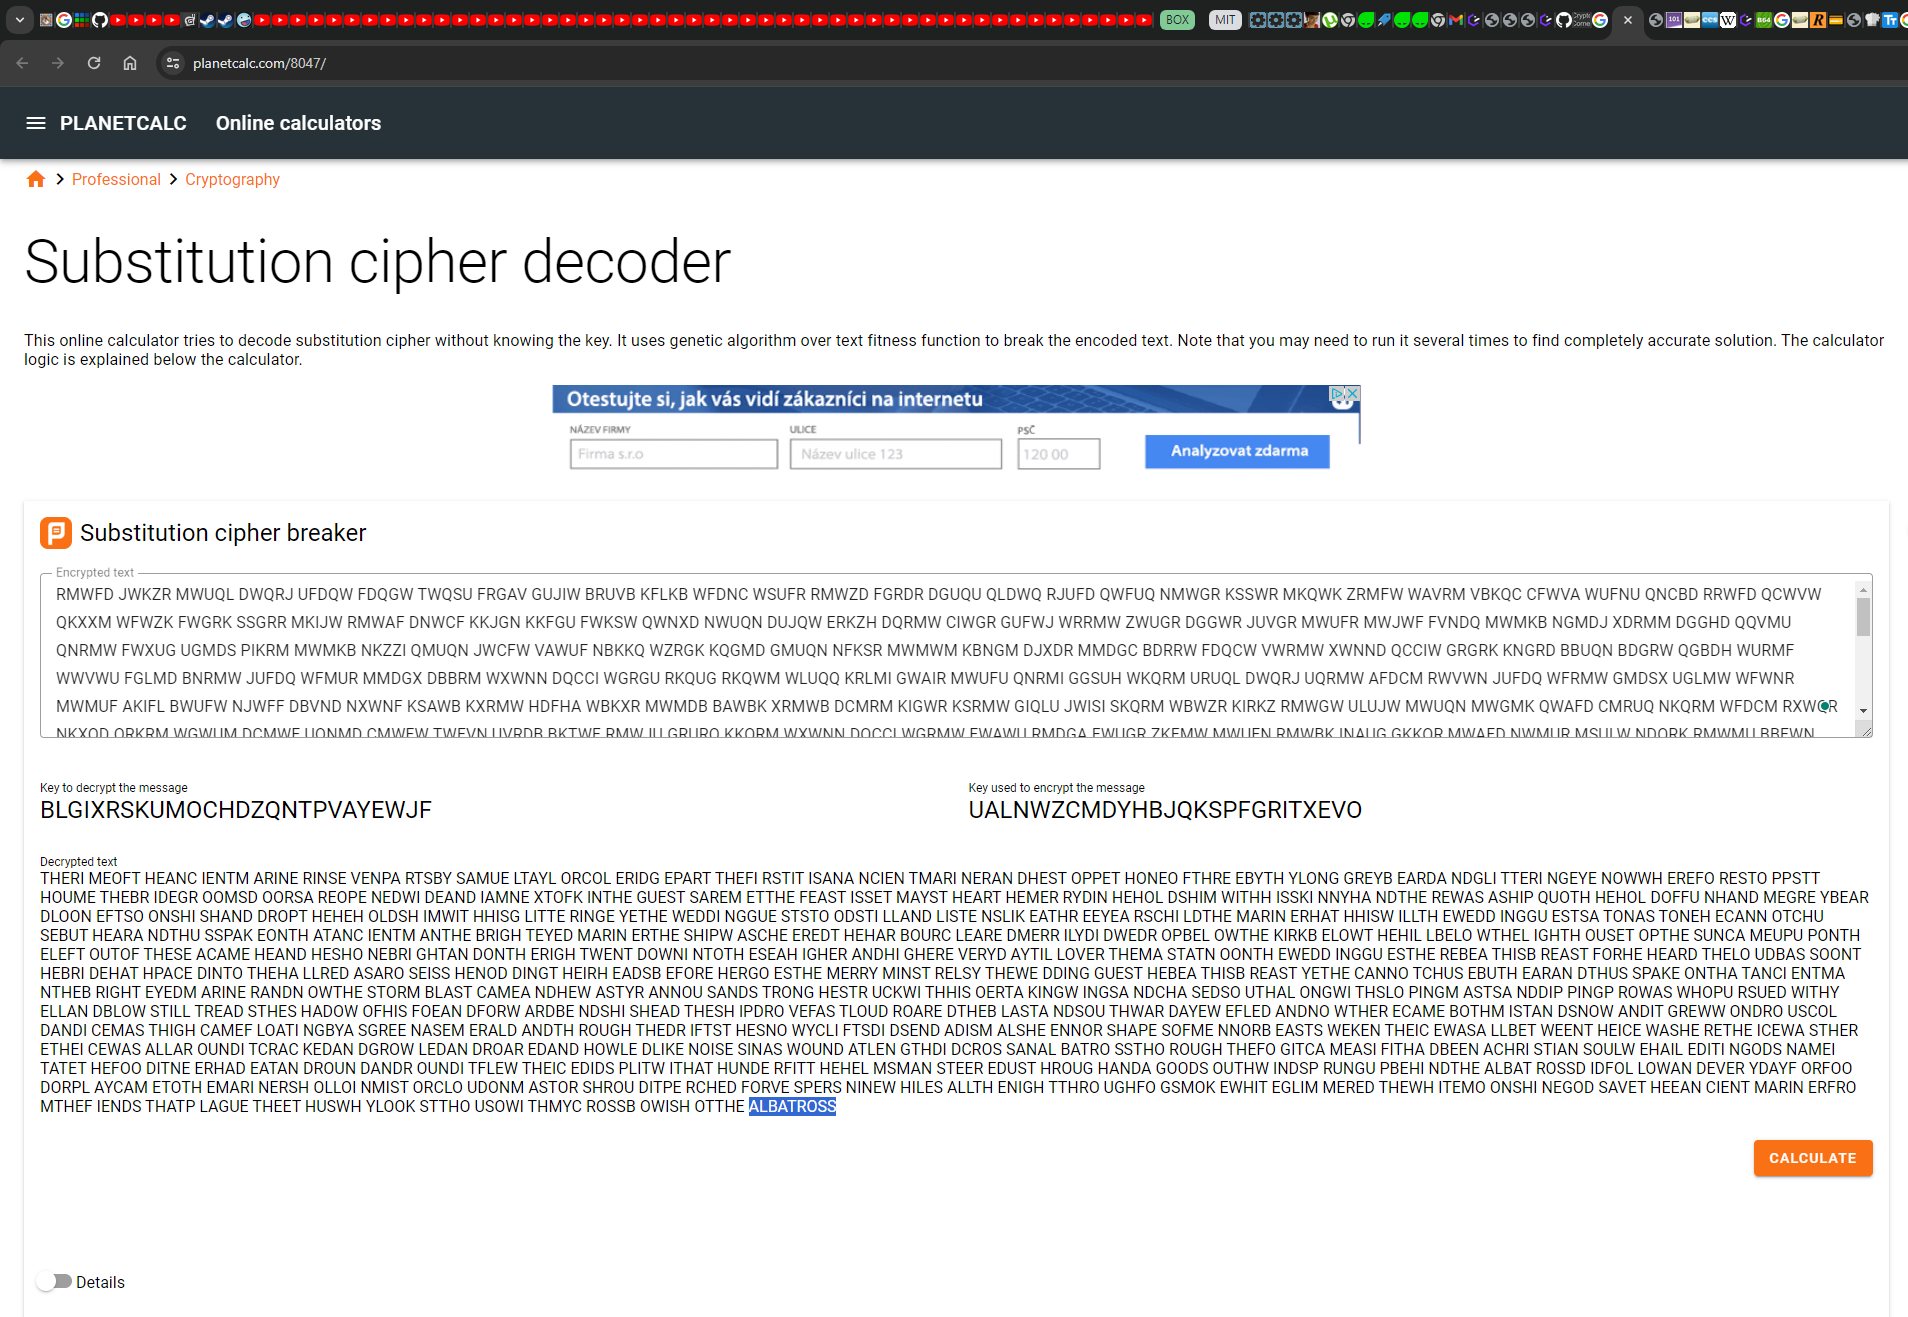 BOX
MIT
planetcalc.com/8047/
PLANETCALC
Online calculators
Professional
Cryptography
Substitution cipher decoder
This online calculator tries to decode substitution cipher without knowing the key. It uses genetic algorithm over text fitness function to break the encoded text. Note that you may need to run it several times to find completely accurate solution. The calculator
logic is explained below the calculator.
Otestujte si, jak vás vidí zákazníci na internetu
NÁZEV FIRMY
ULICE
PSČ
Firma s.r.o
Název ulice 123
120 00
Analyzovat zdarma
Substitution cipher breaker
Encrypted text
RMWFD JWKZR MWUQL DWQRJ UFDQW FDQGW TWQSU FRGAV GUJIW BRUVB KFLKB WFDNC WSUFR RMWZD FGRDR DGUQU QLDWQ RJUFD QWFUQ NMWGR KSSWR MKQWK ZRMFW WAVRM VBKQC CFWVA WUFNU QNCBD RRWFD QCWVW
QKXXM WFWZK FWGRK SSGRR MKIJW RMWAF DNWCF KKJGN KKFGU FWKSW QWNXD NWUQN DUJQW ERKZH DQRMW CIWGR GUFWJ WRRMW ZWUGR DGGWR JUVGR MWUFR MWJWF FVNDQ MWMKB NGMDJ XDRMM DGGHD QQVMU
QNRMW FWXUG UGMDS PIKRM MWMKB NKZZI QMUQN JWCFW VAWUF NBKKQ WZRGK KQGMD GMUQN NFKSR MWMWM KBNGM DJXDR MMDGC BDRRW FDQCW VWRMW XWNND QCCIW GRGRK KNGRD BBUQN BDGRW QGBDH WURMF
WWVWU FGLMD BNRMW JUFDQ WFMUR MMDGX DBBRM WXWNN DQCCI WGRGU RKQUG RKQWM WLUQQ KRLMI GWAIR MWUFU QNRMI GGSUH WKQRM URUQL DWQRJ UQRMW AFDCM RWVWN JUFDQ WFRMW GMDSX UGLMW WFWNR
MWMUF AKIFL BWUFW NJWFF DBVND NXWNF KSAWB KXRMW HDFHA WBKXR MWMDB BAWBK XRMWB DCMRM KIGWR KSRMW GIQLU JWISI SKQRM WBWZR KIRKZ RMWGW ULUJW MWUQN MWGMK QWAFD CMRUQ NKQRM WFDCM RXWQR
Key to decrypt the message
BLGIXRSKUMOCHDZQNTPVAYEWJF
Key used to encrypt the message
UALNWZCMDYHBJQKSPFGRITXEVO
Decrypted text
THERI MEOFT HEANC IENTM ARINE RINSE VENPA RTSBY SAMUE LTAYL ORCOL ERIDG EPART THEFI RSTIT ISANA NCIEN TMARI NERAN DHEST OPPET HONEO FTHRE EBYTH YLONG GREYB EARDA NDGLI TTERI NGEYE NOWWH EREFO RESTO PPSTT
HOUME THEBR IDEGR OOMSD OORSA REOPE NEDWI DEAND IAMNE XTOFK INTHE GUEST SAREM ETTHE FEAST ISSET MAYST HEART HEMER RYDIN HEHOL DSHIM WITHH ISSKI NNYHA NDTHE REWAS ASHIP QUOTH HEHOL DOFFU NHAND MEGRE YBEAR
DLOON EFTSO ONSHI SHAND DROPT HEHEH OLDSH IMWIT HHISG LITTE RINGE YETHE WEDDI NGGUE STSTO ODSTI LLAND LISTE NSLIK EATHR EEYEA RSCHI LDTHE MARIN ERHAT HHISW ILLTH EWEDD INGGU ESTSA TONAS TONEH ECANN OTCHU
SEBUT HEARA NDTHU SSPAK EONTH ATANC IENTM ANTHE BRIGH TEYED MARIN ERTHE SHIPW ASCHE EREDT HEHAR BOURC LEARE DMERR ILYDI DWEDR OPBEL OWTHE KIRKB ELOWT HEHIL LBELO WTHEL IGHTH OUSET OPTHE SUNCA MEUPU PONTH
ELEFT OUTOF THESE ACAME HEAND HESHO NEBRI GHTAN DONTH ERIGH TWENT DOWNI NTOTH ESEAH IGHER ANDHI GHERE VERYD AYTIL LOVER THEMA STATN OONTH EWEDD INGGU ESTHE REBEA THISB REAST FORHE HEARD THELO UDBAS SOONT
HEBRI DEHAT HPACE DINTO THEHA LLRED ASARO SEISS HENOD DINGT HEIRH EADSB EFORE HERGO ESTHE MERRY MINST RELSY THEWE DDING GUEST HEBEA THISB REAST YETHE CANNO TCHUS EBUTH EARAN DTHUS SPAKE ONTHA TANCI ENTMA
NTHEB RIGHT EYEDM ARINE RANDN OWTHE STORM BLAST CAMEA NDHEW ASTYR ANNOU SANDS TRONG HESTR UCKWI THHIS OERTA KINGW INGSA NDCHA SEDSO UTHAL ONGWI THSLO PINGM ASTSA NDDIP PINGP ROWAS WHOPU RSUED WITHY
ELLAN DBLOW STILL TREAD STHES HADOW OFHIS FOEAN DFORW ARDBE NDSHI SHEAD THESH IPDRO VEFAS TLOUD ROARE DTHEB LASTA NDSOU THWAR DAYEW EFLED ANDNO WTHER ECAME BOTHM ISTAN DSNOW ANDIT GREWW ONDRO USCOL
DANDI CEMAS THIGH CAMEF LOATI NGBYA SGREE NASEM ERALD ANDTH ROUGH THEDR IFTST HESNO WYCLI FTSDI DSEND ADISM ALSHE ENNOR SHAPE SOFME NNORB EASTS WEKEN THEIC EWASA LLBET WEENT HEICE WASHE RETHE ICEWA STHER
ETHEI CEWAS ALLAR OUNDI TCRAC KEDAN DGROW LEDAN DROAR EDAND HOWLE DLIKE NOISE SINAS WOUND ATLEN GTHDI DCROS SANAL BATRO SSTHO ROUGH THEFO GITCA MEASI FITHA DBEEN ACHRI STIAN SOULW EHAIL EDITI NGODS NAMEI
TATET HEFOO DITNE ERHAD EATAN DROUN DANDR OUNDI TFLEW THEIC EDIDS PLITW ITHAT HUNDE RFITT HEHEL MSMAN STEER EDUST HROUG HANDA GOODS OUTHW INDSP RUNGU PBEHI NDTHE ALBAT ROSSD IDFOL LOWAN DEVER YDAYF ORFOO
DORPL AYCAM ETOTH EMARI NERSH OLLOI NMIST ORCLO UDONM ASTOR SHROU DITPE RCHED FORVE SPERS NINEW HILES ALLTH ENIGH TTHRO UGHFO GSMOK EWHIT EGLIM MERED THEWH ITEMO ONSHI NEGOD SAVET HEEAN CIENT MARIN ERFRO
MTHEF IENDS THATP LAGUE THEET HUSWH YLOOK STTHO USOWI THMYC ROSSB OWISH OTTHE ALBATROSS
CALCULATE
Details